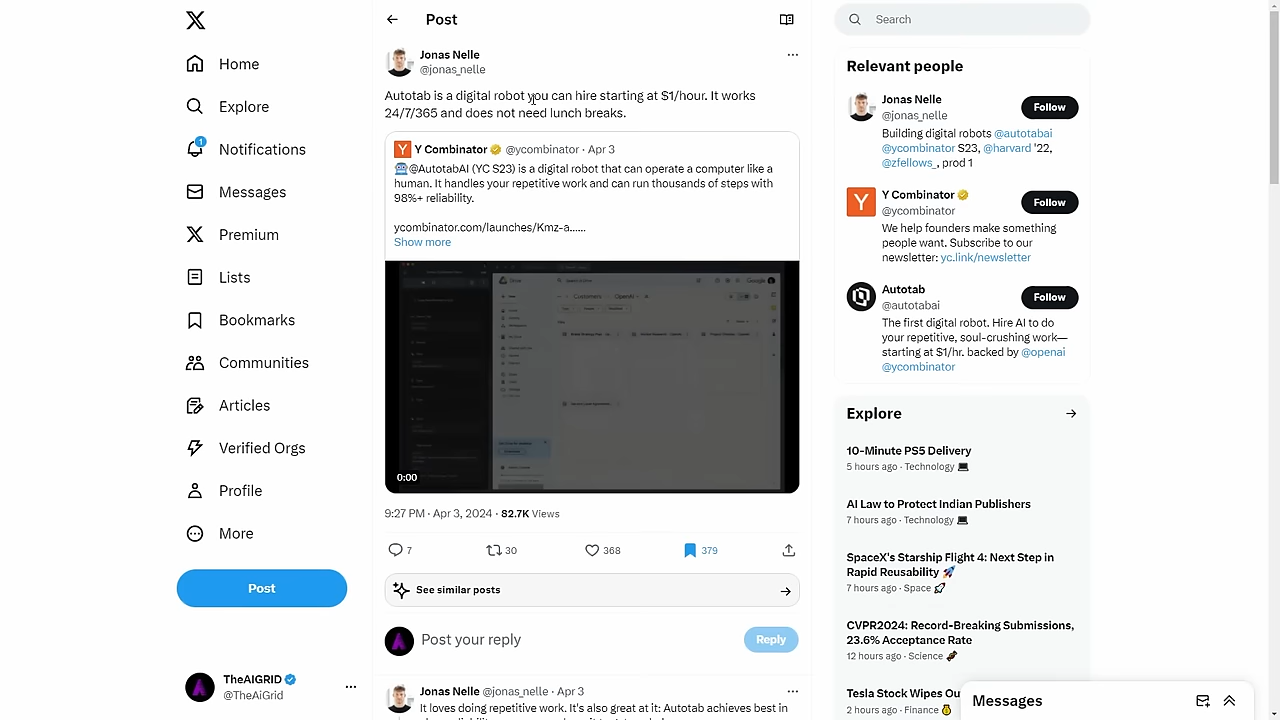 Home
Explore
1
Notifications
Messages
Premium
Lists
Bookmarks
Communities
Articles
Verified Orgs
Profile
More
Post
TheAIGRID
@TheAiGrid
Post
Jonas Nelle
@jonas_nelle
Autotab is a digital robot you can hire starting at $1/hour. It works
24/7/365 and does not need lunch breaks.
Y Combinator @ycombinator · Apr 3
🤖@AutotabAI (YC S23) is a digital robot that can operate a computer like a
human. It handles your repetitive work and can run thousands of steps with
98%+ reliability.
ycombinator.com/launches/Kmz-a……
Show more
Customers
OpenAI
Google
0:00
9:27 PM · Apr 3, 2024 · 82.7K Views
7
30
368
379
See similar posts
Post your reply
Reply
Jonas Nelle @jonas_nelle · Apr 3
It loves doing repetitive work. It's also great at it: Autotab achieves best in
Search
Relevant people
Jonas Nelle
@jonas_nelle
Follow
Building digital robots @autotabai
@ycombinator S23, @harvard '22,
@zfellows_, prod 1
Y Combinator
@ycombinator
Follow
We help founders make something
people want. Subscribe to our
newsletter: yc.link/newsletter
Autotab
@autotabai
Follow
The first digital robot. Hire AI to do
your repetitive, soul-crushing work—
starting at $1/hr. backed by @openai
@ycombinator
Explore
10-Minute PS5 Delivery
5 hours ago · Technology 💻
AI Law to Protect Indian Publishers
7 hours ago · Technology 💻
SpaceX's Starship Flight 4: Next Step in
Rapid Reusability 🚀
7 hours ago · Space 🚀
CVPR2024: Record-Breaking Submissions,
23.6% Acceptance Rate
12 hours ago · Science
Tesla Stock Wipes Ou
2 hours ago · Finance 💰
Messages